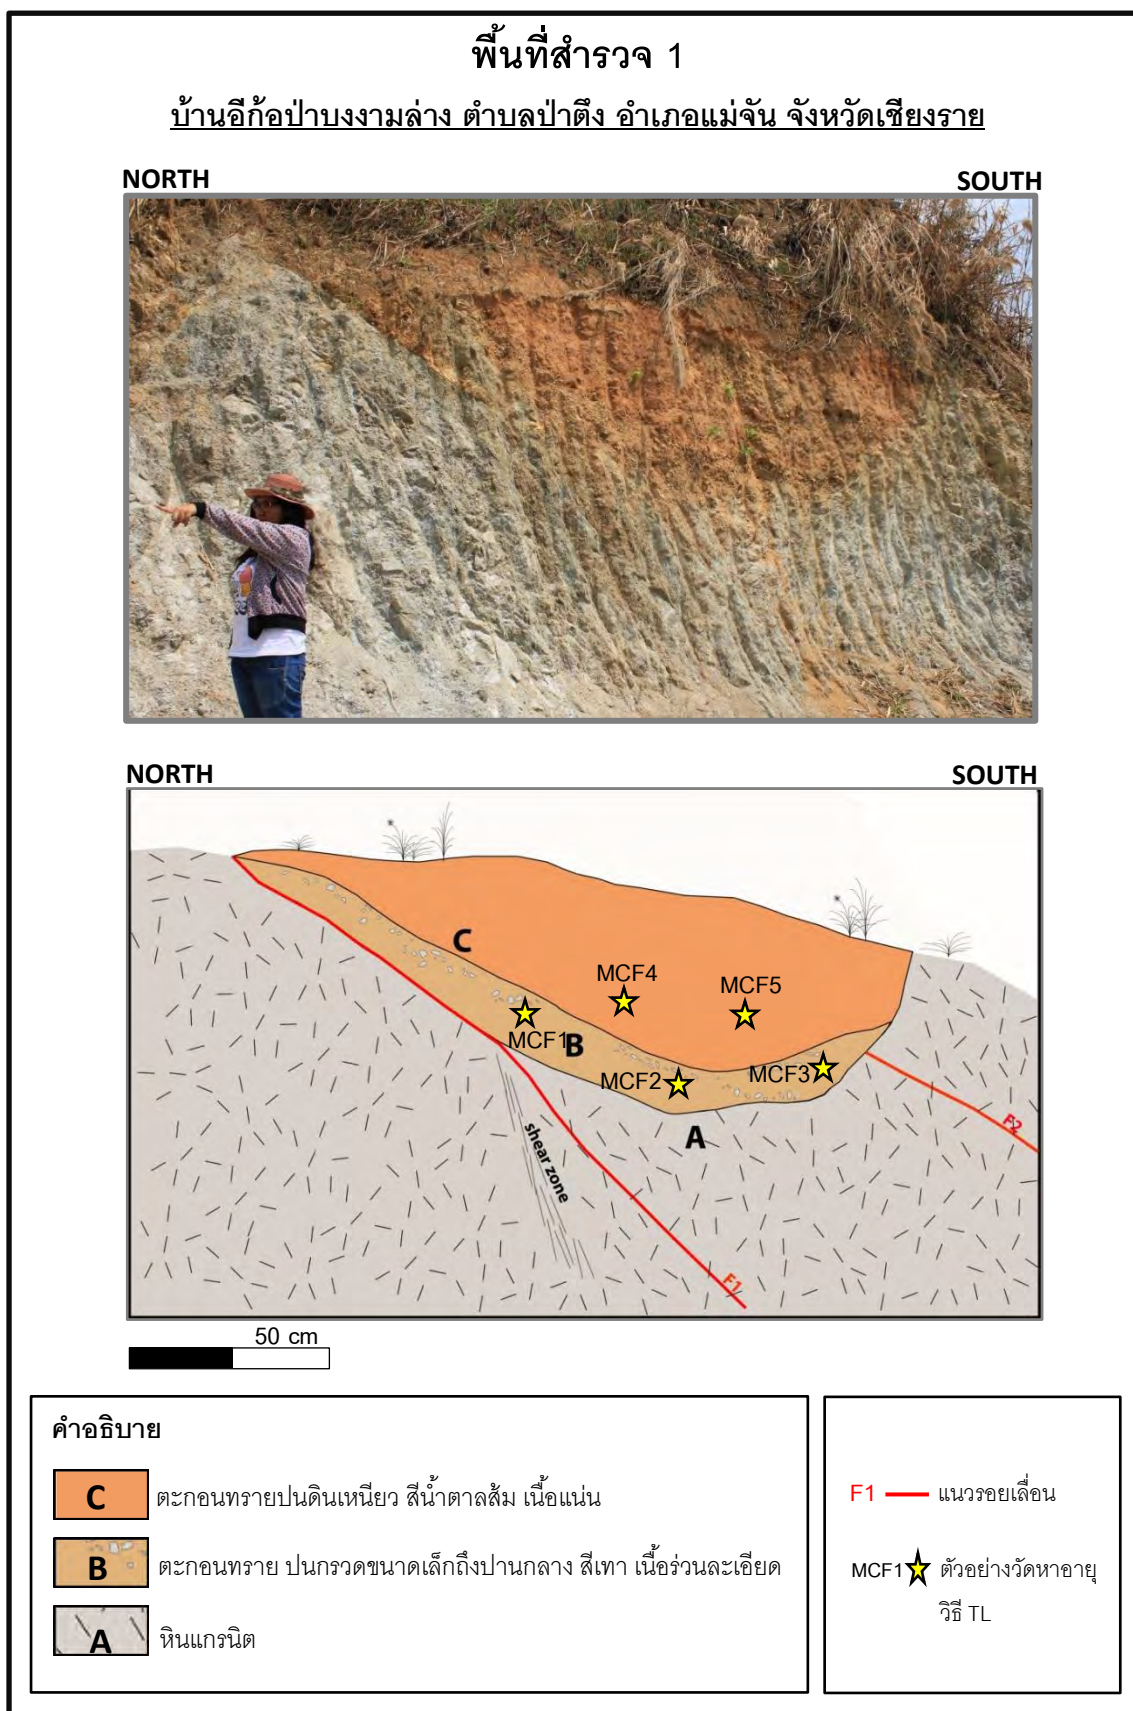 พื้นที่สำรวจ 1
บ้านอีก้อป่าบงงามล่าง ตำบลป่าตึง อำเภอแม่จัน จังหวัดเชียงราย
NORTH SOUTH
NORTH SOUTH
C
MCF4
MCF5
MCF1
B
MCF2
MCF3
A
shear zone
F2
F1
50 cm
คำอธิบาย
C ตะกอนทรายปนดินเหนียว สีน้ำตาลส้ม เนื้อแน่น
B ตะกอนทราย ปนกรวดขนาดเล็กถึงปานกลาง สีเทา เนื้อร่วนละเอียด
A หินแกรนิต
F1 แนวรอยเลื่อน
MCF1 ตัวอย่างวัดหาอายุ
วิธี TL